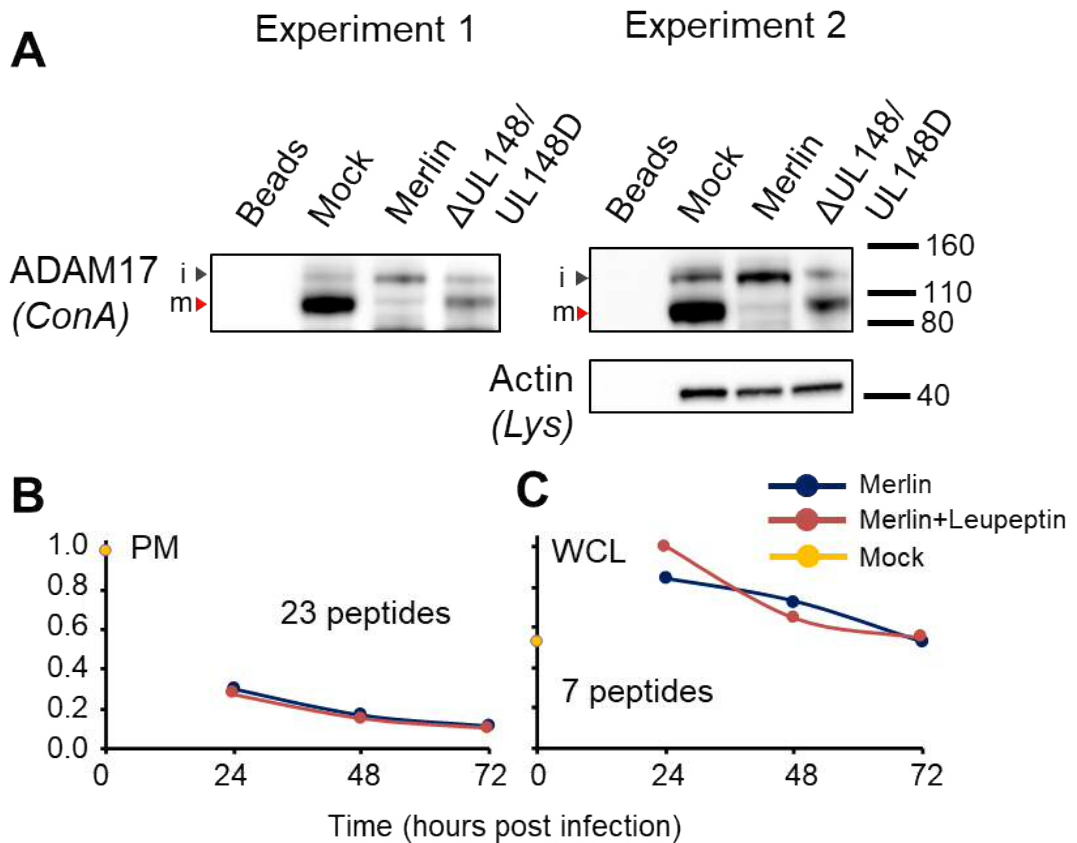 Experiment 1
Experiment 2
A
Beads
Mock
Merlin
ΔUL148/
UL148D
Beads
Mock
Merlin
ΔUL148/
UL148D
ADAM17
(ConA)
i
m
i
m
160
110
80
Actin
(Lys)
40
B
PM
23 peptides
1.0
0.8
0.6
0.4
0.2
0.0
0
24
48
72
C
WCL
7 peptides
Merlin
Merlin+Leupeptin
Mock
0
24
48
72
Time (hours post infection)